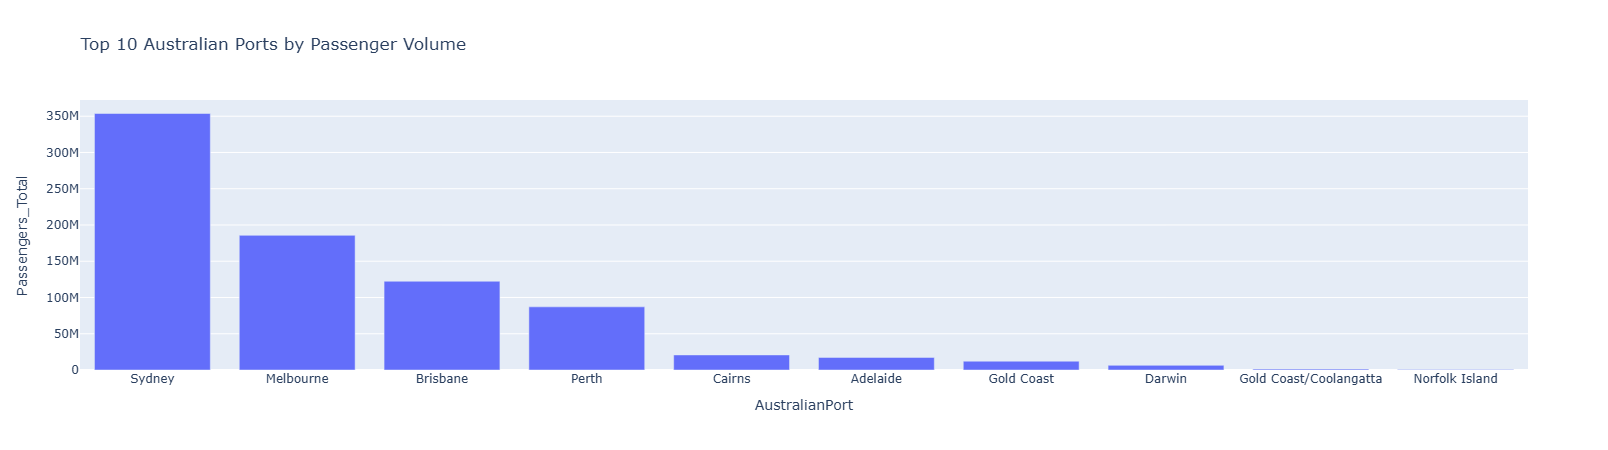 Top 10 Australian Ports by Passenger Volume
Passengers_Total
350M
300M
250M
200M
150M
100M
50M
0
Sydney Melbourne Brisbane Perth Cairns Adelaide Gold Coast Darwin Gold Coast/Coolangatta Norfolk Island
AustralianPort